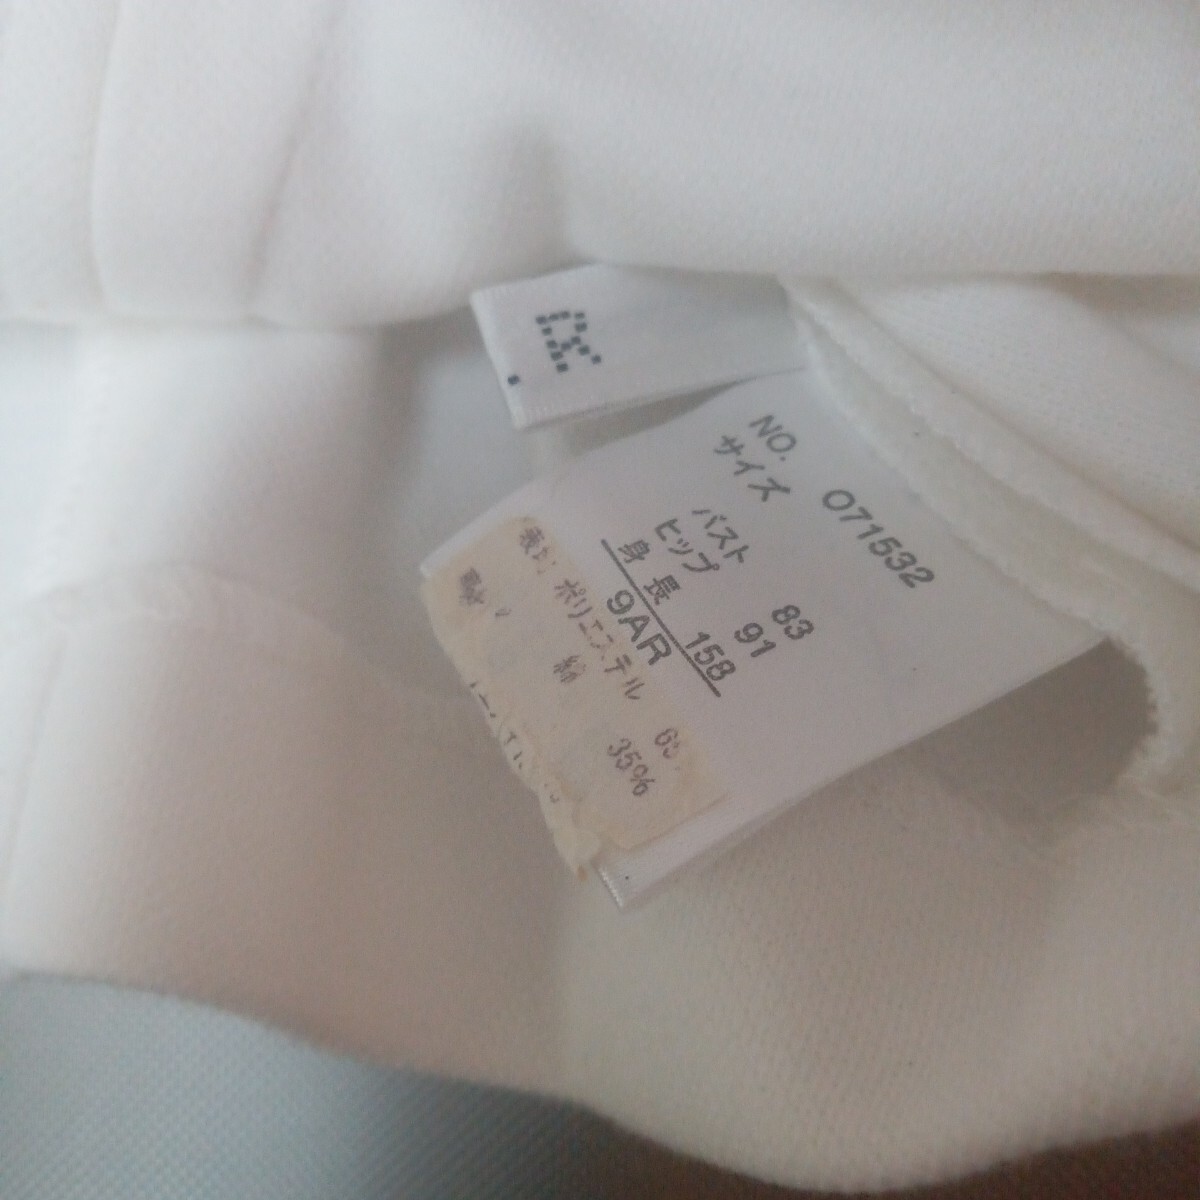 NO. 071532
サイズ
バスト 83
ヒップ 91
身長 158
9AR
ポリエステル
綿 35%